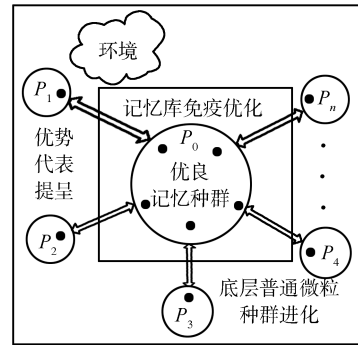 环境
P1
Pn
记忆库免疫优化
P0
优势
代表
提呈
优良
记忆种群
P2
P4
P3
底层普通微粒
种群进化